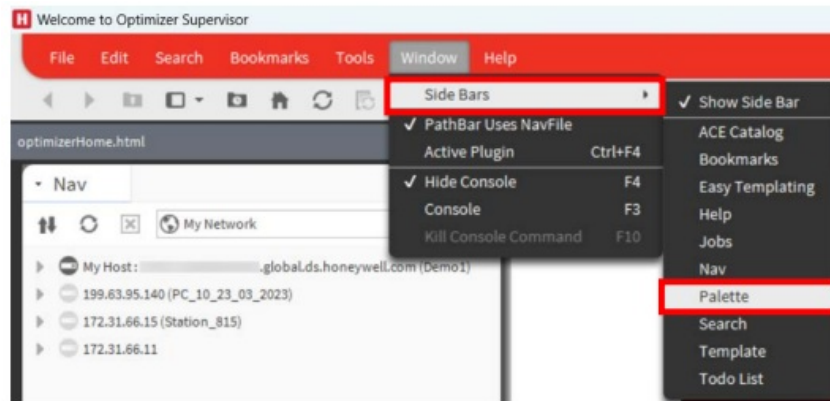 H Welcome to Optimizer Supervisor
File Edit Search Bookmarks Tools Window Help
optimizerHome.html
Nav
My Network
My Host : .global.ds.honeywell.com (Demo1)
199.63.95.140 (PC_10_23_03_2023)
172.31.66.15 (Station_815)
172.31.66.11
Side Bars
PathBar Uses NavFile
Active Plugin Ctrl+F4
Hide Console F4
Console F3
Kill Console Command F10
Show Side Bar
ACE Catalog
Bookmarks
Easy Templating
Help
Jobs
Nav
Palette
Search
Template
Todo List